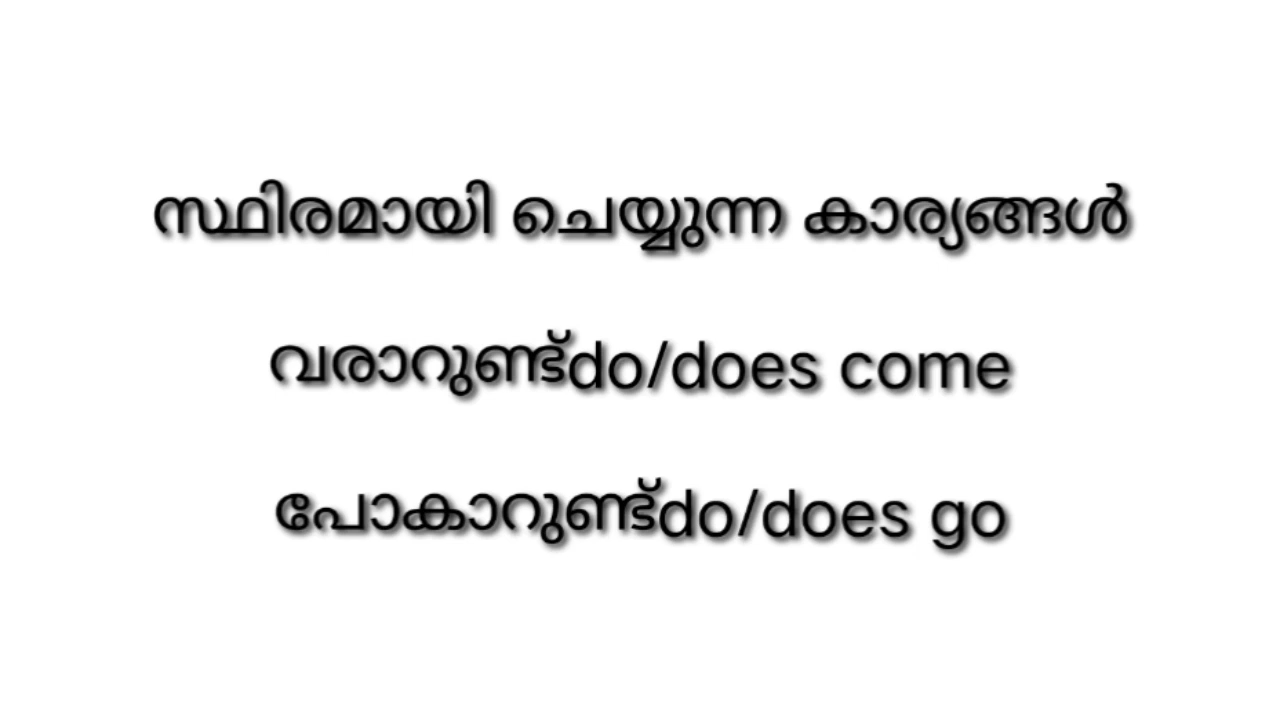 സ്ഥിരമായി ചെയ്യുന്ന കാര്യങ്ങൾ
വരാറുണ്ട്do/does come
പോകാറുണ്ട്do/does go